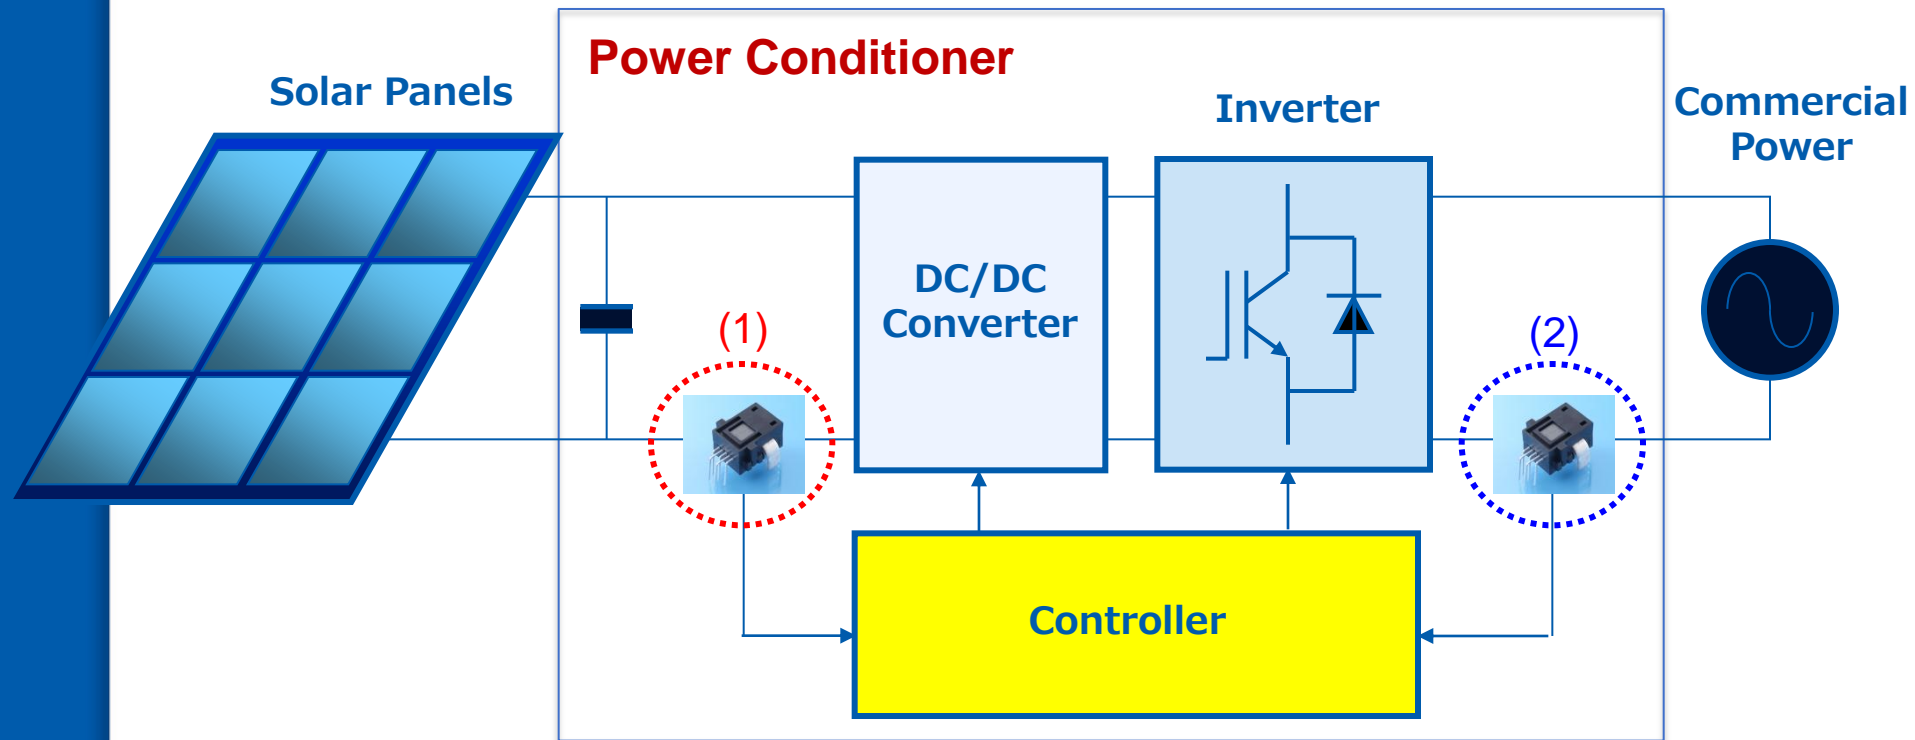 Power Conditioner
Solar Panels
Inverter
Commercial
Power
DC/DC
Converter
(1)
(2)
Controller